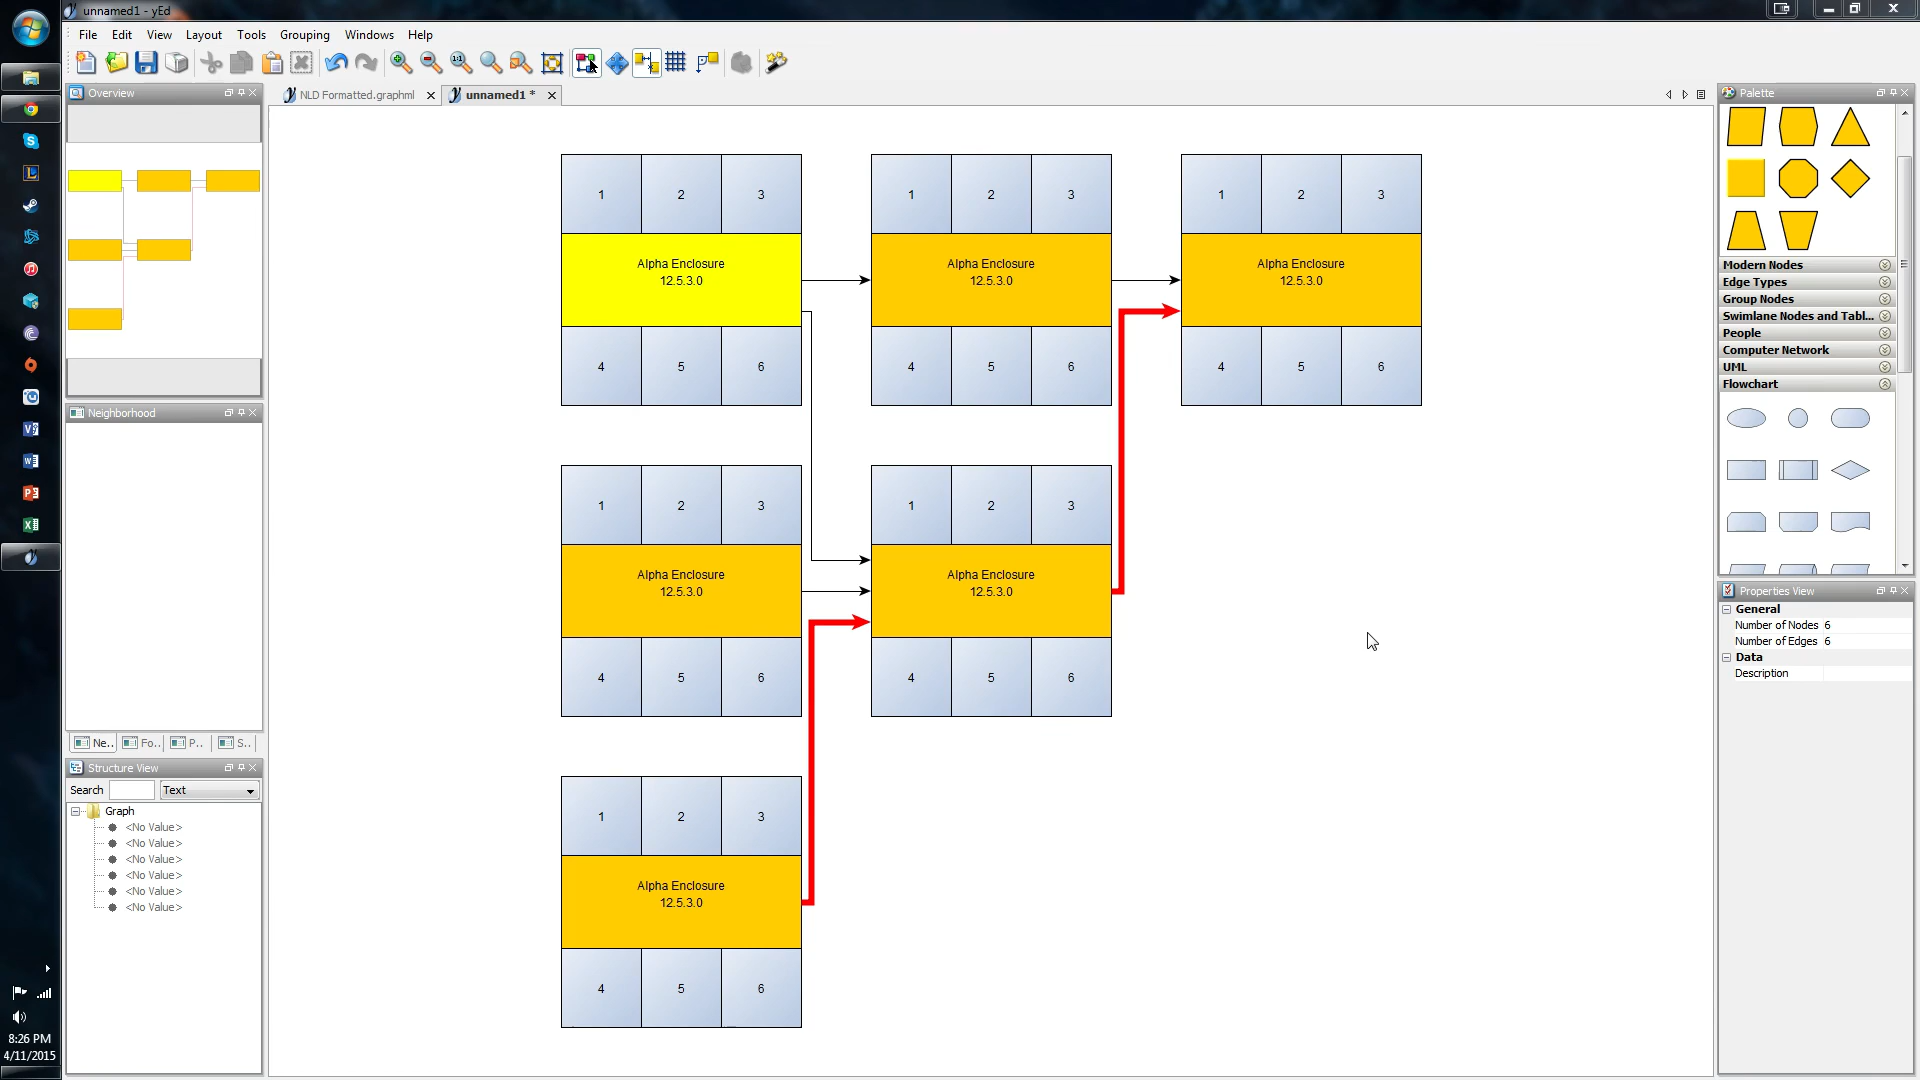 unnamed1 - yEd
File Edit View Layout Tools Grouping Windows Help
Overview
NLD Formatted.graphml
unnamed1 *
Palette
1 2 3
Alpha Enclosure
12.5.3.0
4 5 6
1 2 3
Alpha Enclosure
12.5.3.0
4 5 6
1 2 3
Alpha Enclosure
12.5.3.0
4 5 6
1 2 3
Alpha Enclosure
12.5.3.0
4 5 6
1 2 3
Alpha Enclosure
12.5.3.0
4 5 6
1 2 3
Alpha Enclosure
12.5.3.0
4 5 6
Modern Nodes
Edge Types
Group Nodes
Swimlane Nodes and Tabl...
People
Computer Network
UML
Flowchart
Neighborhood
Ne..
Fo..
P..
S..
Structure View
Search
Text
Graph
<No Value>
<No Value>
<No Value>
<No Value>
<No Value>
<No Value>
Properties View
General
Number of Nodes 6
Number of Edges 6
Data
Description
8:26 PM
4/11/2015